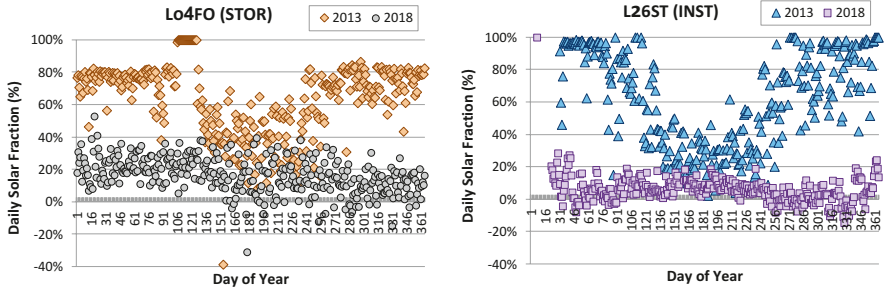 Lo4FO (STOR)
2013 2018
Daily Solar Fraction (%)
100%
80%
60%
40%
20%
0%
-20%
-40%
1 16 31 46 61 76 91 106 121 136 151 166 181 196 211 226 241 256 271 286 301 316 331 346 361
Day of Year
L26ST (INST)
2013 2018
Daily Solar Fraction (%)
100%
80%
60%
40%
20%
0%
-20%
-40%
1 16 31 46 61 76 91 106 121 136 151 166 181 196 211 226 241 256 271 286 301 316 331 346 361
Day of Year